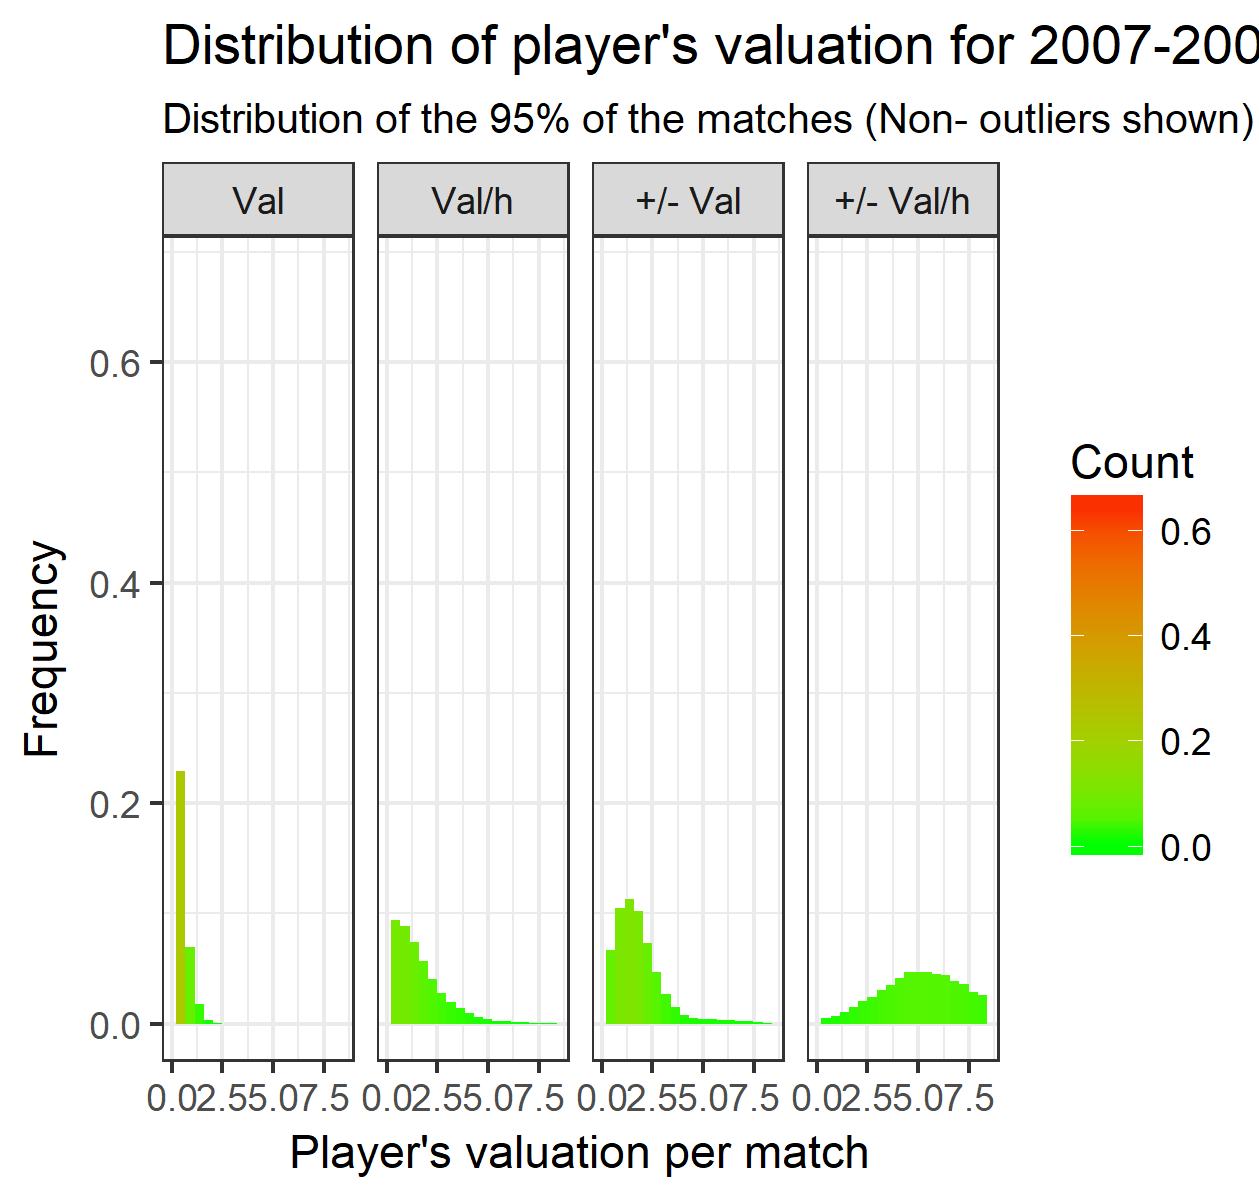 Distribution of player's valuation for 2007-200
Distribution of the 95% of the matches (Non- outliers shown)
Val Val/h +/- Val +/- Val/h
0.6
0.4
0.2
0.0
Frequency
0.02.55.07.5 0.02.55.07.5 0.02.55.07.5 0.02.55.07.5
Player's valuation per match
Count
0.6
0.4
0.2
0.0